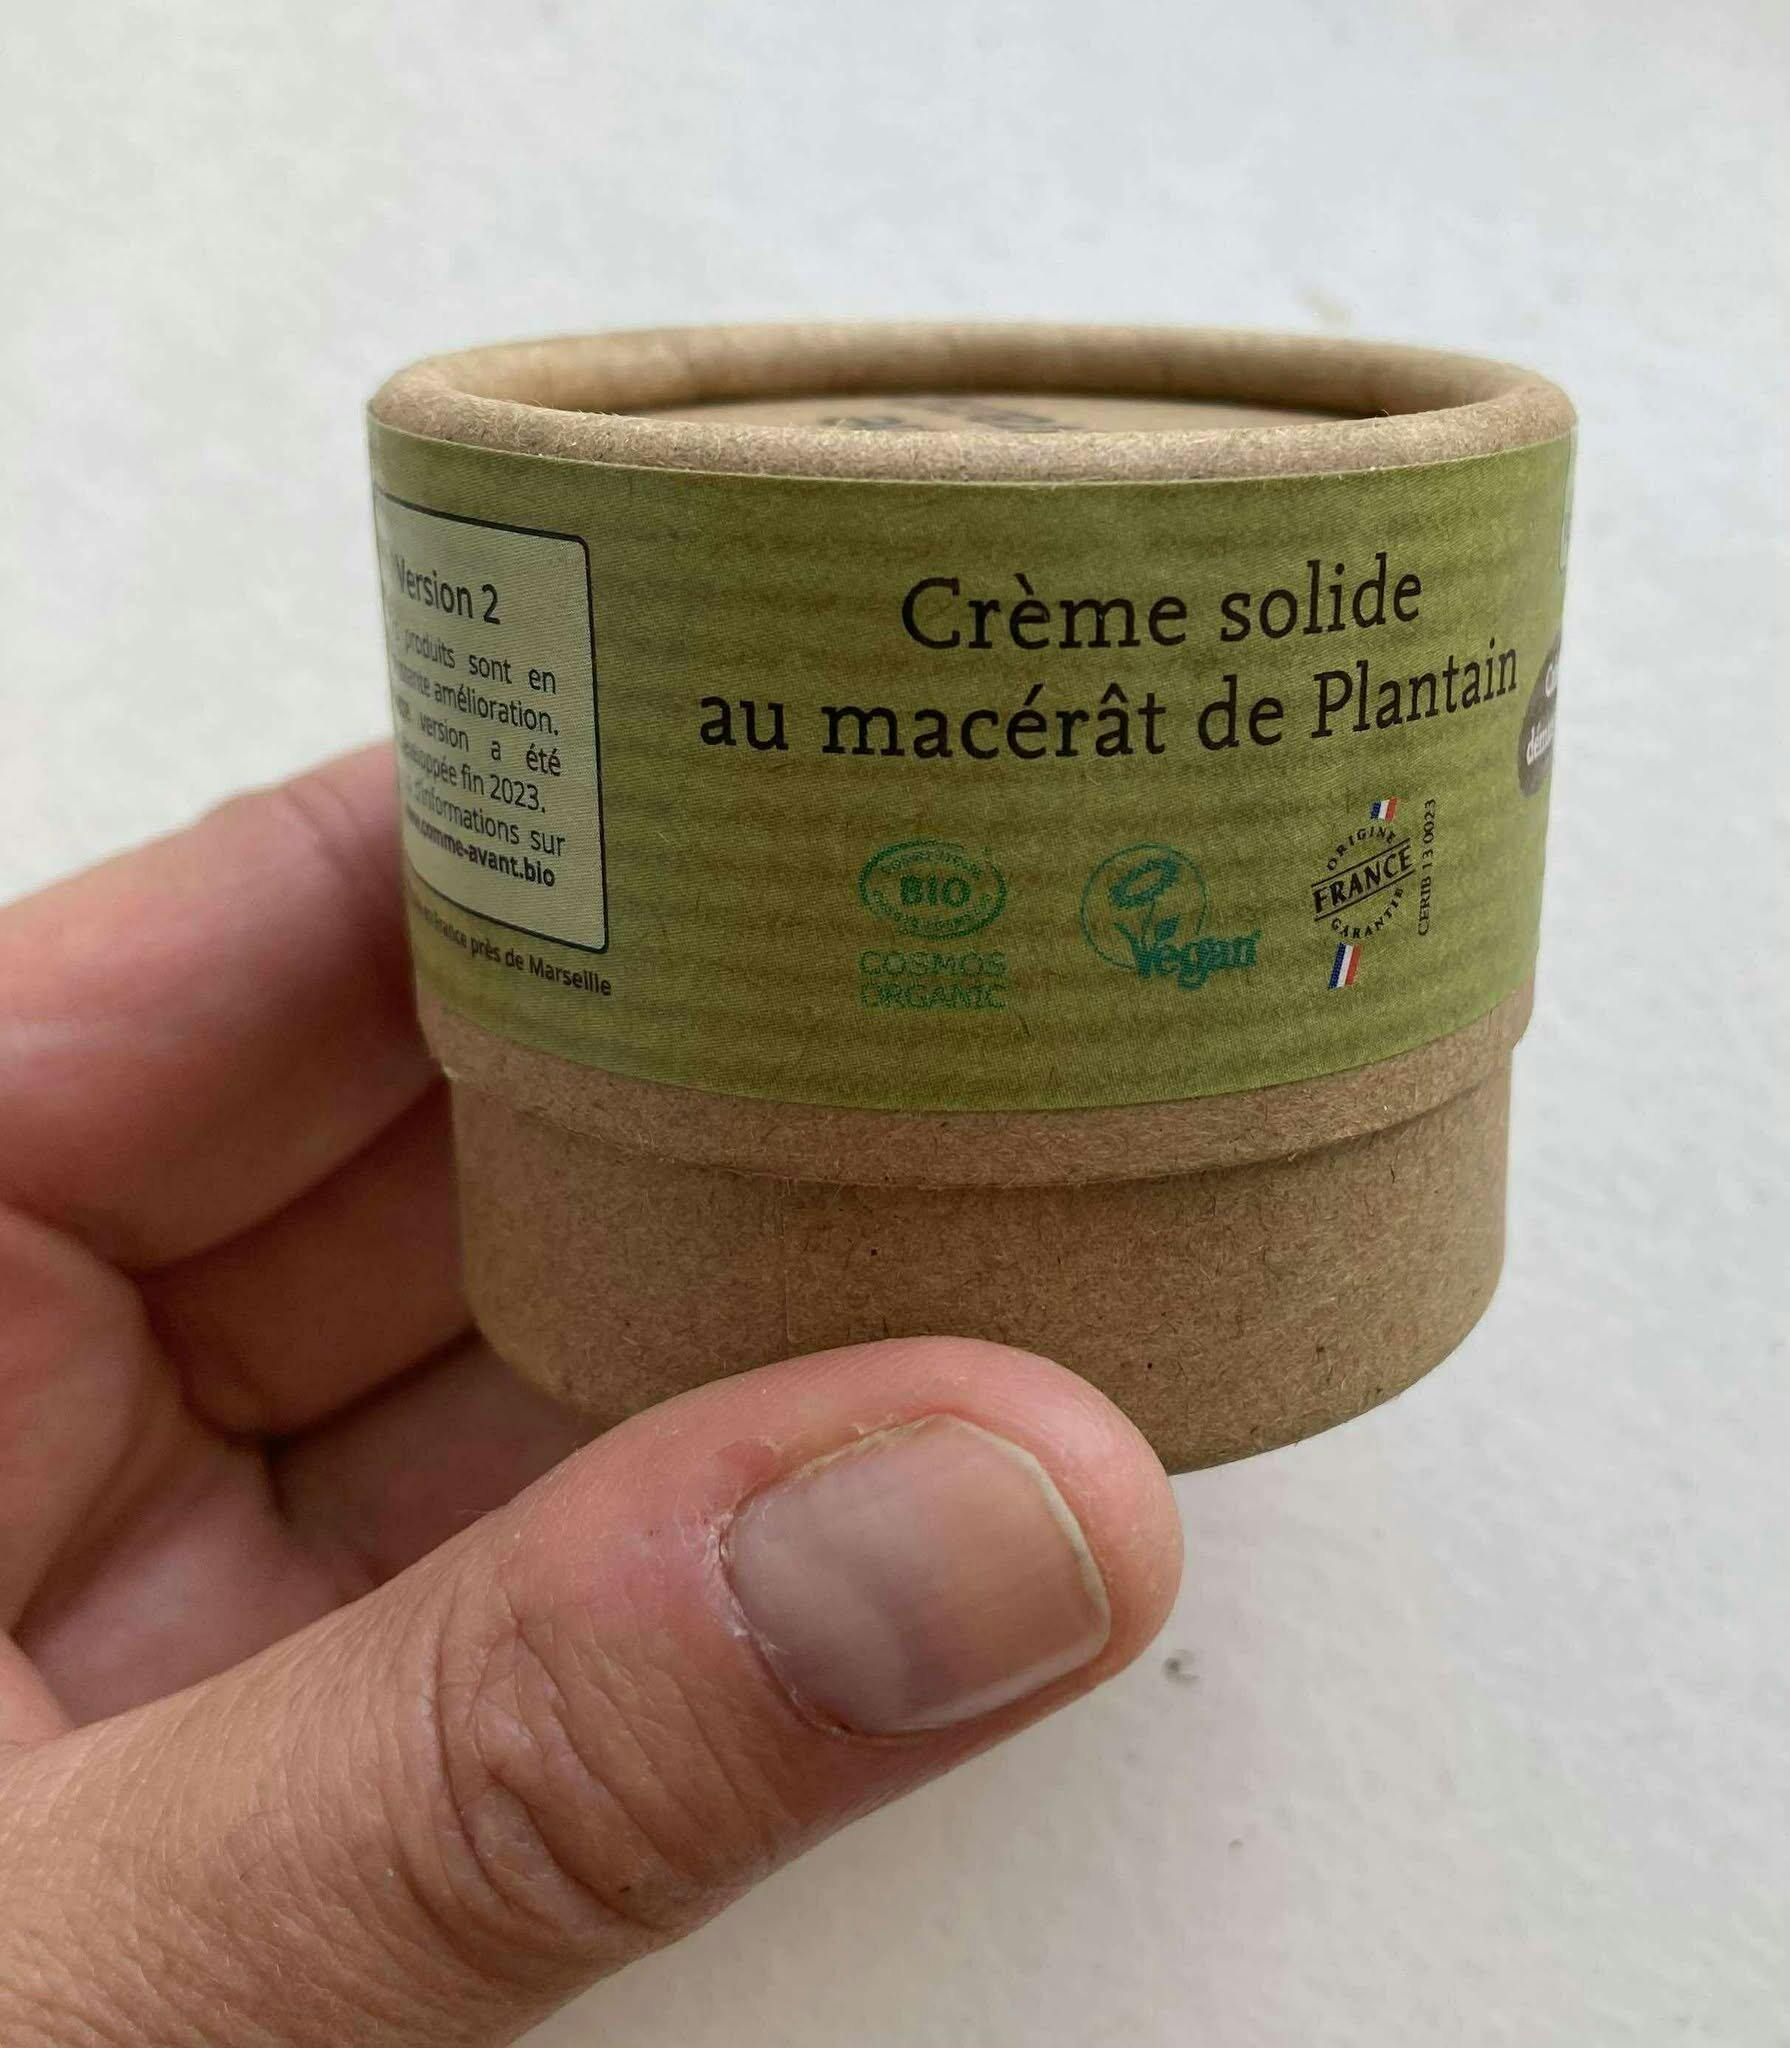 Version 2
produits sont en
amélioration.
version a été
développée fin 2023.
d'informations sur
www.comme-avant.bio
France près de Marseille
Crème solide
au macérât de Plantain
BIO
COSMOS
ORGANIC
Vegan
ORIGINE
FRANCE
GARANTIE
CERIB 13 0023